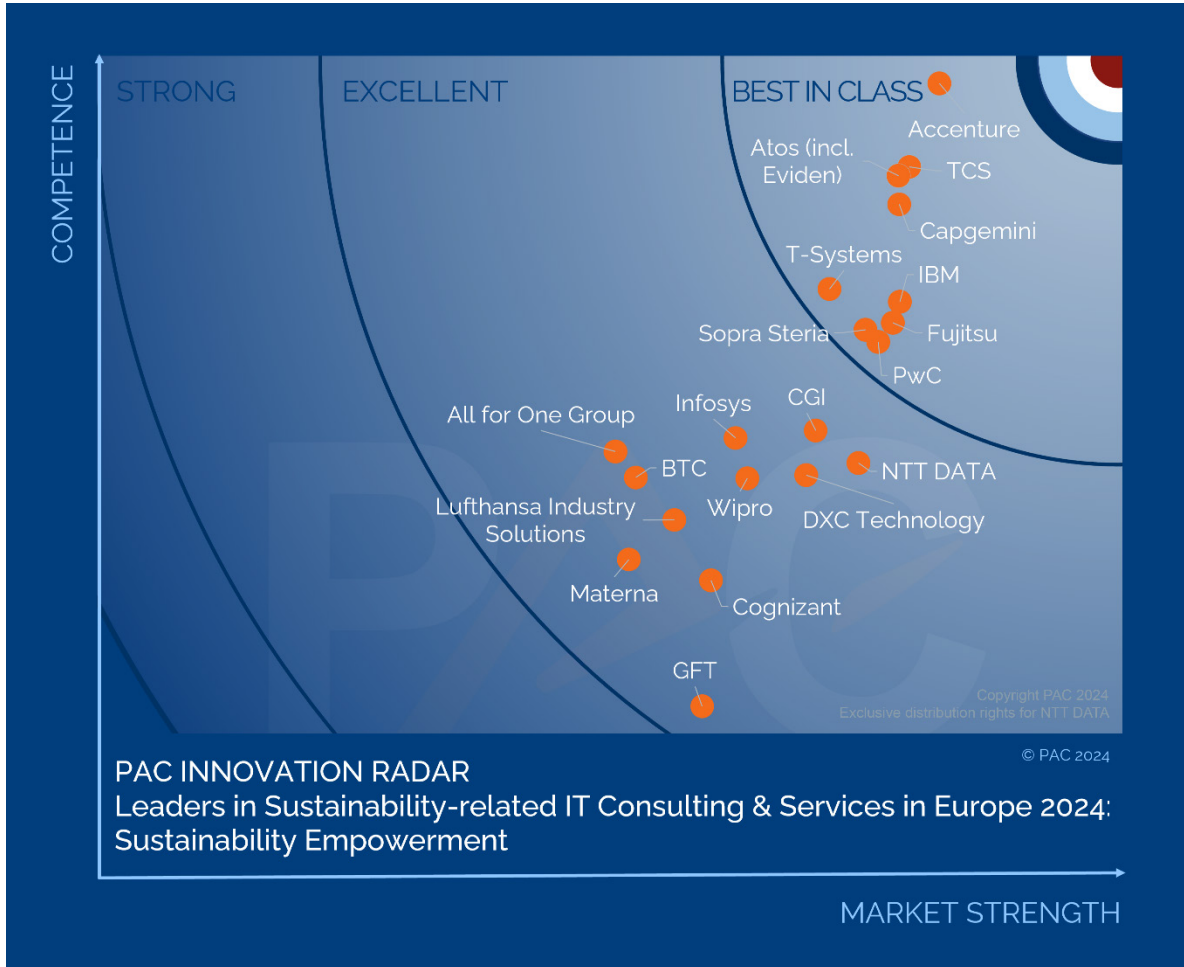 COMPETENCE
STRONG
EXCELLENT
BEST IN CLASS
Accenture
Atos (incl.
Eviden)
TCS
Capgemini
T-Systems
IBM
Sopra Steria
Fujitsu
PwC
CGI
Infosys
All for One Group
BTC
NTT DATA
Wipro
Lufthansa Industry
Solutions
DXC Technology
Materna
Cognizant
GFT
PAC
Copyright PAC 2024
Exclusive distribution rights for NTT DATA
© PAC 2024
PAC INNOVATION RADAR
Leaders in Sustainability-related IT Consulting & Services in Europe 2024:
Sustainability Empowerment
MARKET STRENGTH